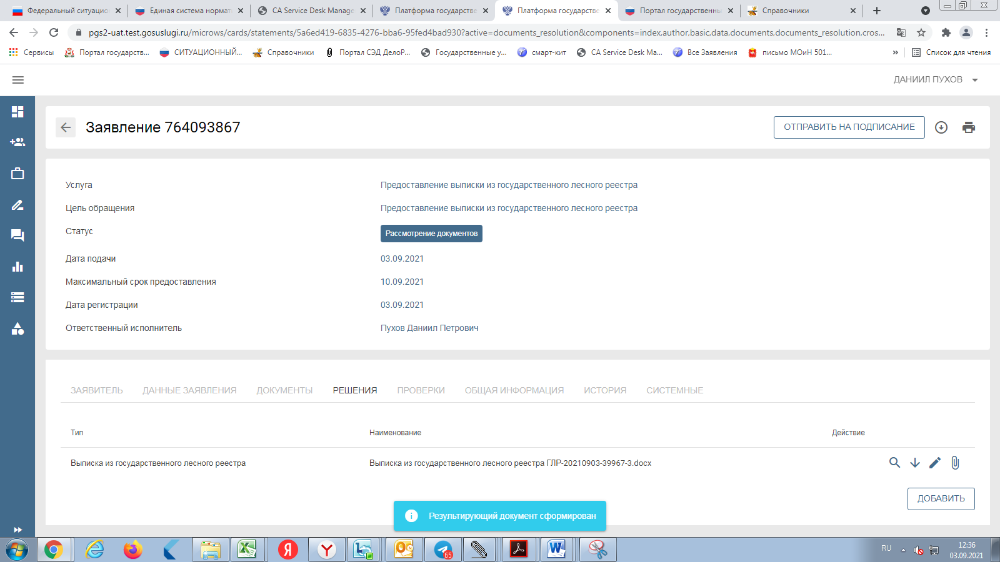 Федеральный ситуацио
Единая система нормати
CA Service Desk Manage
Платформа государстве
Платформа государстве
Портал государственны
Справочники
pgs2-uat.test.gosuslugi.ru/microws/cards/statements/5a6ed419-6835-4276-bba6-95fed4bad930?active=documents_resolution&components=index,author,basic,data,documents,documents_resolution,cros...
Сервисы
Портал государств...
СИТУАЦИОННЫЙ...
Справочники
Портал СЭД ДелоР...
Государственные у...
смарт-кит
CA Service Desk Ma...
Все Заявления
письмо МОиН 501...
»
Список для чтения
ДАНИИЛ ПУХОВ
Заявление 764093867
ОТПРАВИТЬ НА ПОДПИСАНИЕ
Услуга
Предоставление выписки из государственного лесного реестра
Цель обращения
Предоставление выписки из государственного лесного реестра
Статус
Рассмотрение документов
Дата подачи
03.09.2021
Максимальный срок предоставления
10.09.2021
Дата регистрации
03.09.2021
Ответственный исполнитель
Пухов Даниил Петрович
ЗАЯВИТЕЛЬ
ДАННЫЕ ЗАЯВЛЕНИЯ
ДОКУМЕНТЫ
РЕШЕНИЯ
ПРОВЕРКИ
ОБЩАЯ ИНФОРМАЦИЯ
ИСТОРИЯ
СИСТЕМНЫЕ
Тип
Наименование
Действие
Выписка из государственного лесного реестра
Выписка из государственного лесного реестра ГЛР-20210903-39967-3.docx
ДОБАВИТЬ
Результирующий документ сформирован
65
RU
12:36
03.09.2021